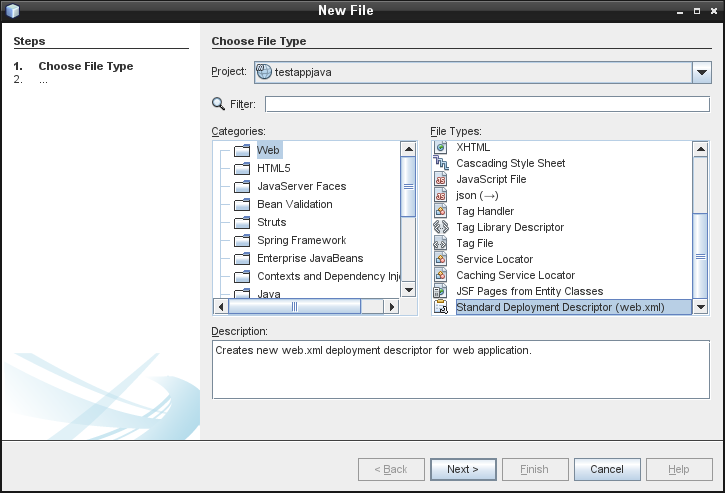 New File
Steps
1. Choose File Type
2. ...
Choose File Type
Project: testappjava
Filter:
Categories:
Web
HTML5
JavaServer Faces
Bean Validation
Struts
Spring Framework
Enterprise JavaBeans
Contexts and Dependency Inj
Java
File Types:
XHTML
Cascading Style Sheet
JavaScript File
json (→)
Tag Handler
Tag Library Descriptor
Tag File
Service Locator
Caching Service Locator
JSF Pages from Entity Classes
Standard Deployment Descriptor (web.xml)
Description:
Creates new web.xml deployment descriptor for web application.
< Back
Next >
Finish
Cancel
Help